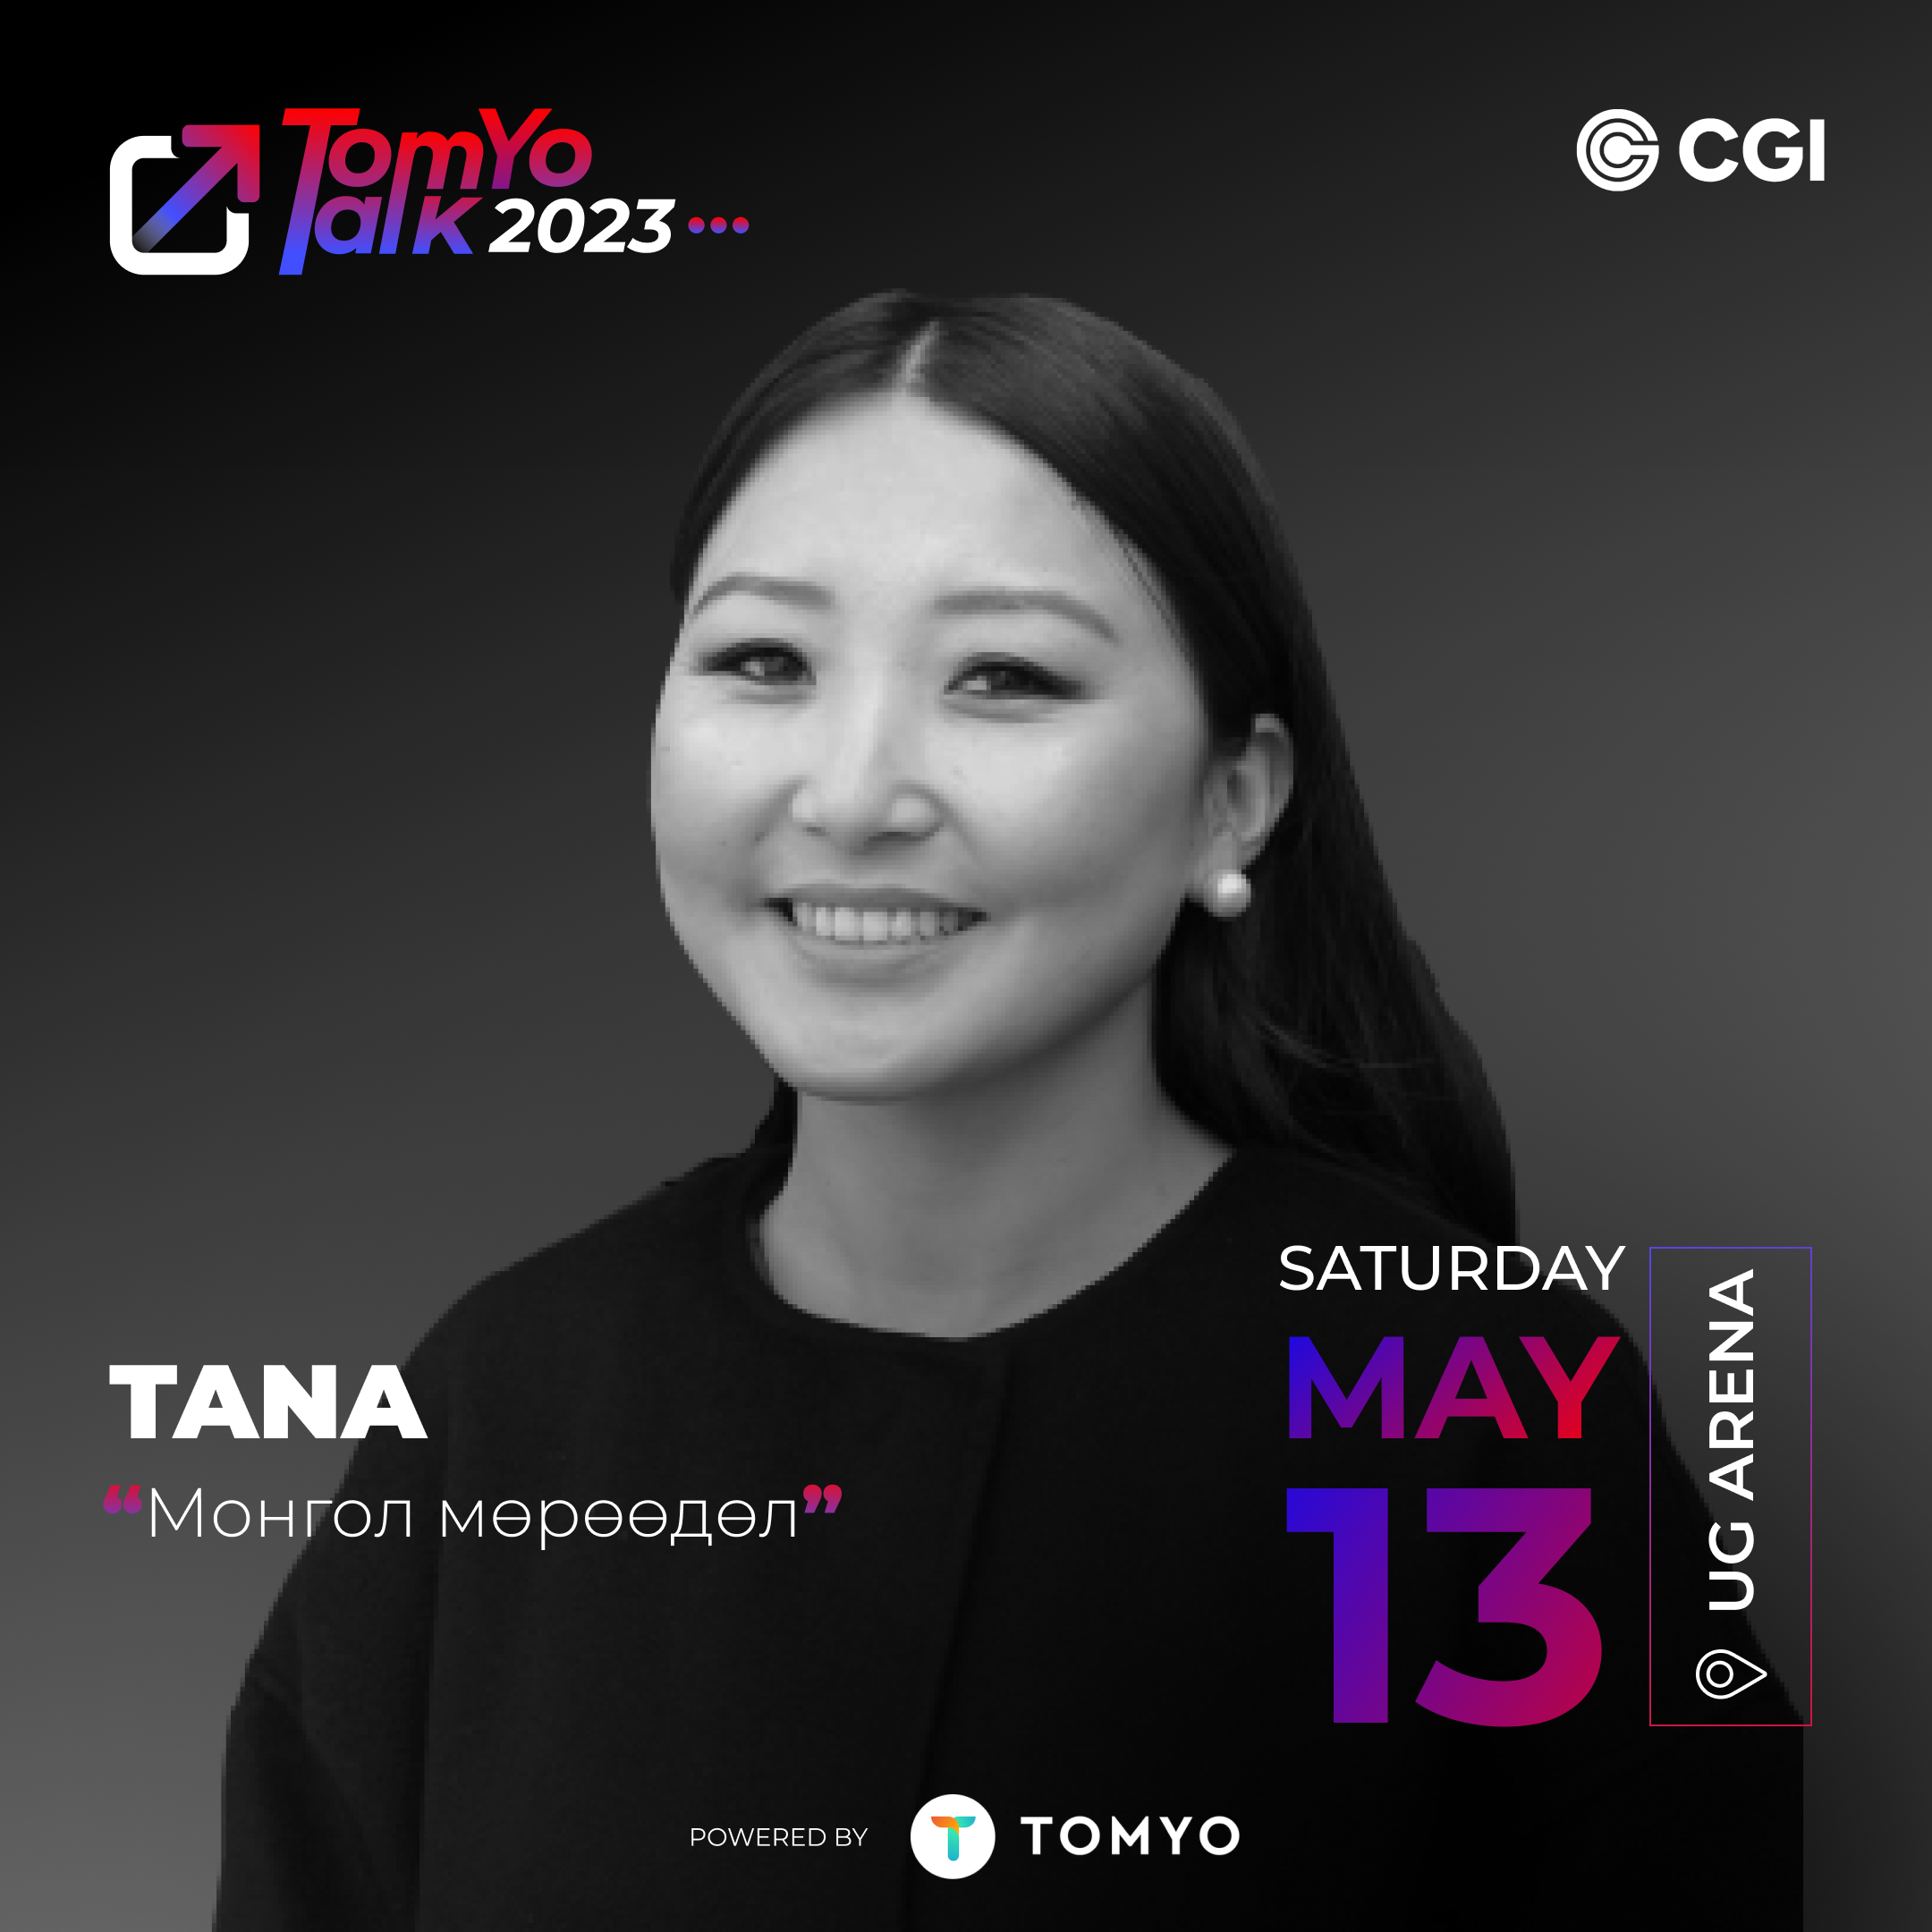 TomYo
Talk 2023
CGI
TANA
“Монгол мөрөөдөл”
SATURDAY
MAY
13
UG ARENA
POWERED BY TOMYO